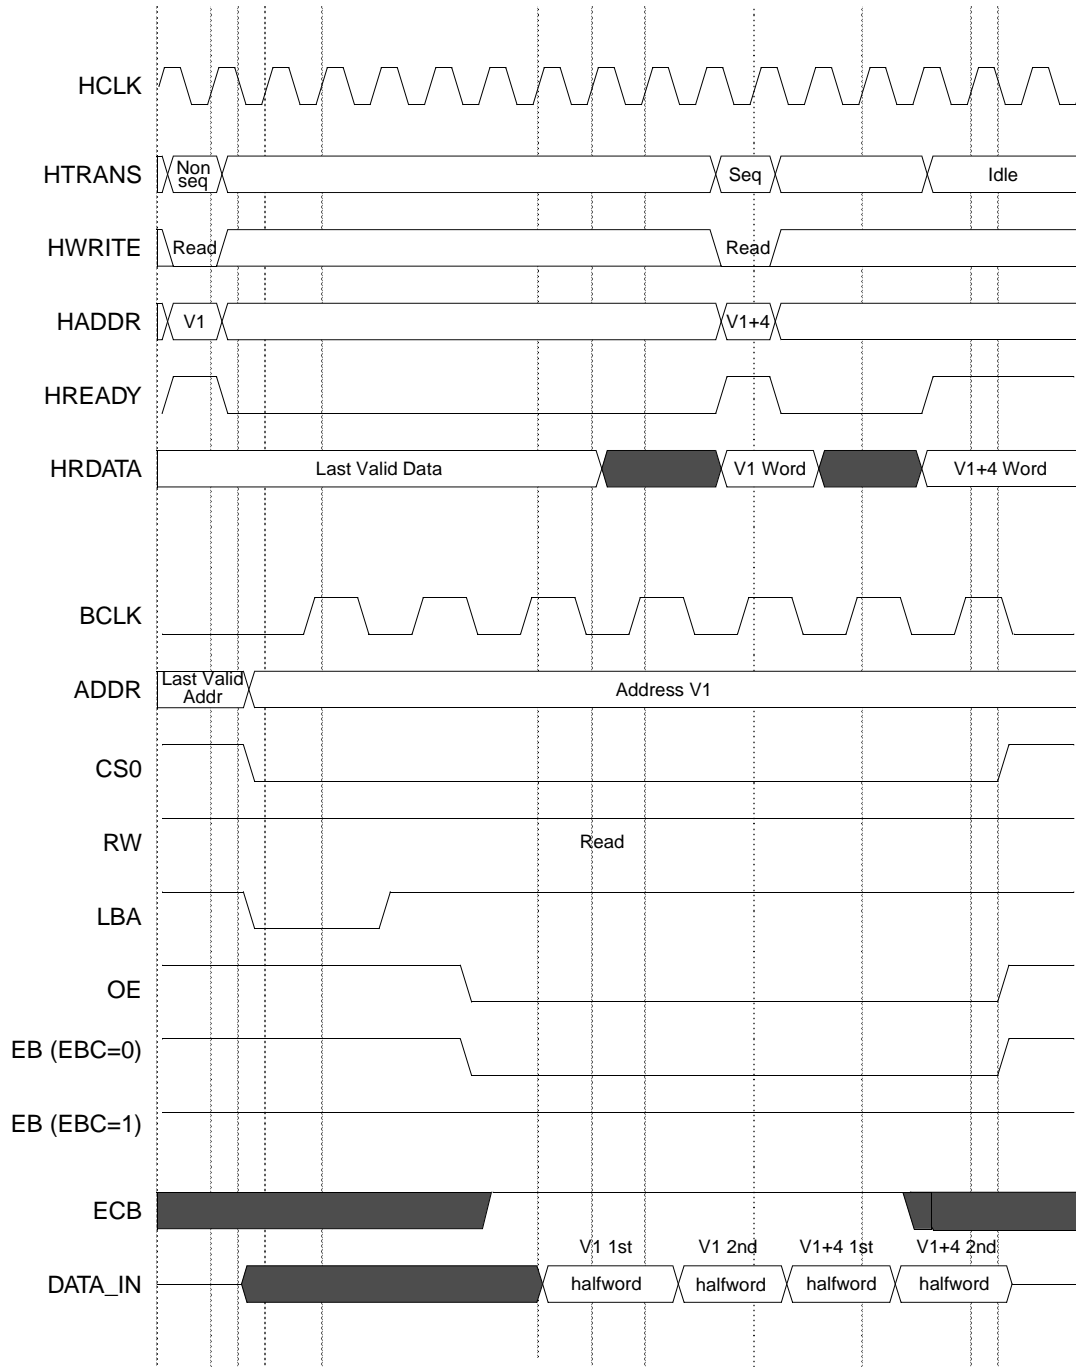 HCLK
HTRANS
Non
seq
Seq
Idle
HWRITE
Read
Read
HADDR
V1
V1+4
HREADY
HRDATA
Last Valid Data
V1 Word
V1+4 Word
BCLK
ADDR
Last Valid
Addr
Address V1
CS0
RW
Read
LBA
OE
EB (EBC=0)
EB (EBC=1)
ECB
V1 1st
V1 2nd
V1+4 1st
V1+4 2nd
DATA_IN
halfword
halfword
halfword
halfword